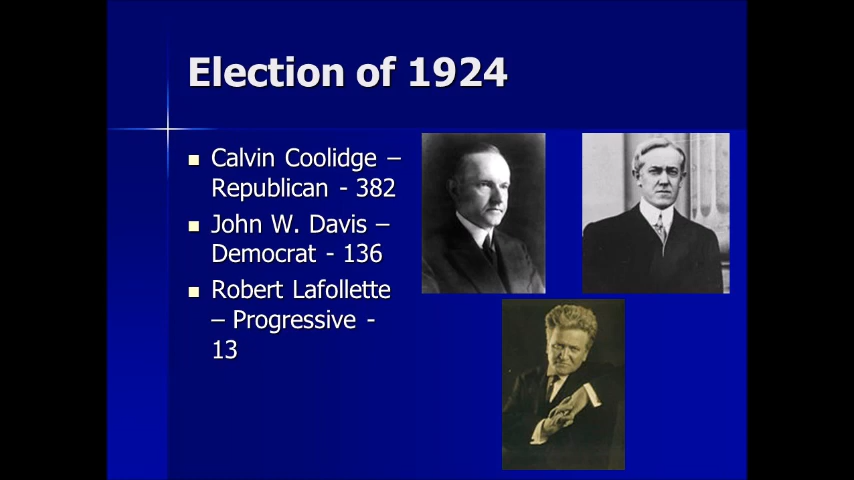 Election of 1924
Calvin Coolidge –
Republican - 382
John W. Davis –
Democrat - 136
Robert Lafollette
– Progressive -
13